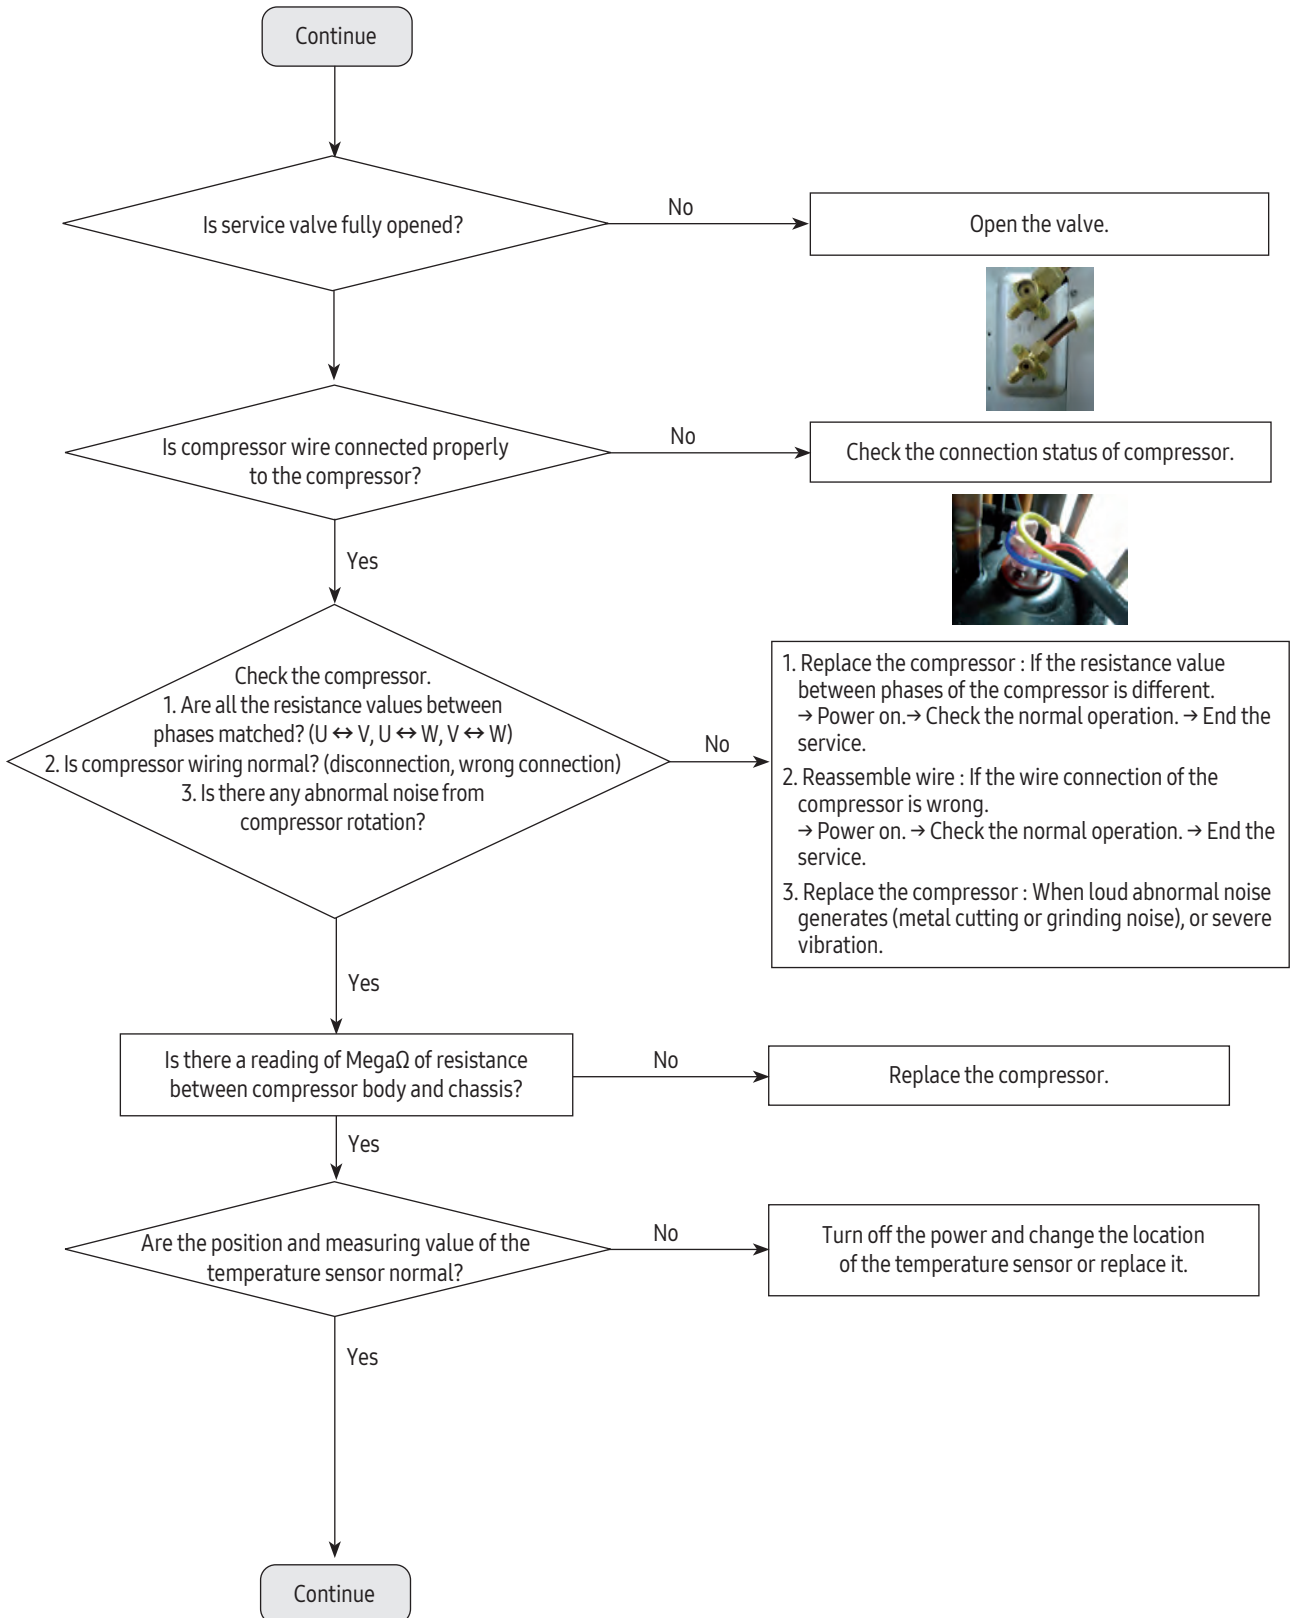 Continue
Is service valve fully opened?
No
Open the valve.
Is compressor wire connected properly
to the compressor?
No
Check the connection status of compressor.
Yes
Check the compressor.
1. Are all the resistance values between
phases matched? (U ↔ V, U ↔ W, V ↔ W)
2. Is compressor wiring normal? (disconnection, wrong connection)
3. Is there any abnormal noise from
compressor rotation?
No
1. Replace the compressor : If the resistance value
between phases of the compressor is different.
→ Power on.→ Check the normal operation. → End the
service.
2. Reassemble wire : If the wire connection of the
compressor is wrong.
→ Power on. → Check the normal operation. → End the
service.
3. Replace the compressor : When loud abnormal noise
generates (metal cutting or grinding noise), or severe
vibration.
Yes
Is there a reading of MegaΩ of resistance
between compressor body and chassis?
No
Replace the compressor.
Yes
Are the position and measuring value of the
temperature sensor normal?
No
Turn off the power and change the location
of the temperature sensor or replace it.
Yes
Continue